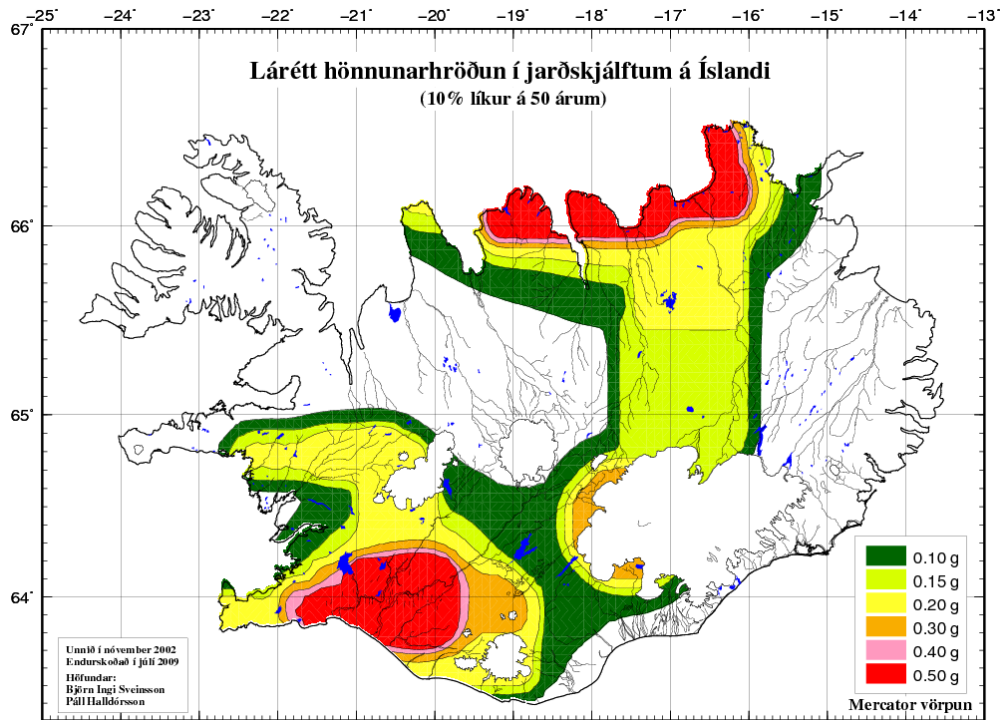 −25 −24 −23 −22 −21 −20 −19 −18 −17 −16 −15 −14 −13
67˚
Lárétt hönnunarhröðun í jarðskjálftum á Íslandi
(10% líkur á 50 árum)
66˚
65˚
64˚
0.10 g
0.15 g
0.20 g
0.30 g
0.40 g
0.50 g
Unnið í nóvember 2002
Endurskoðað í júlí 2009
Höfundar:
Björn Ingi Sveinsson
Páll Halldórsson
Mercator vörpun